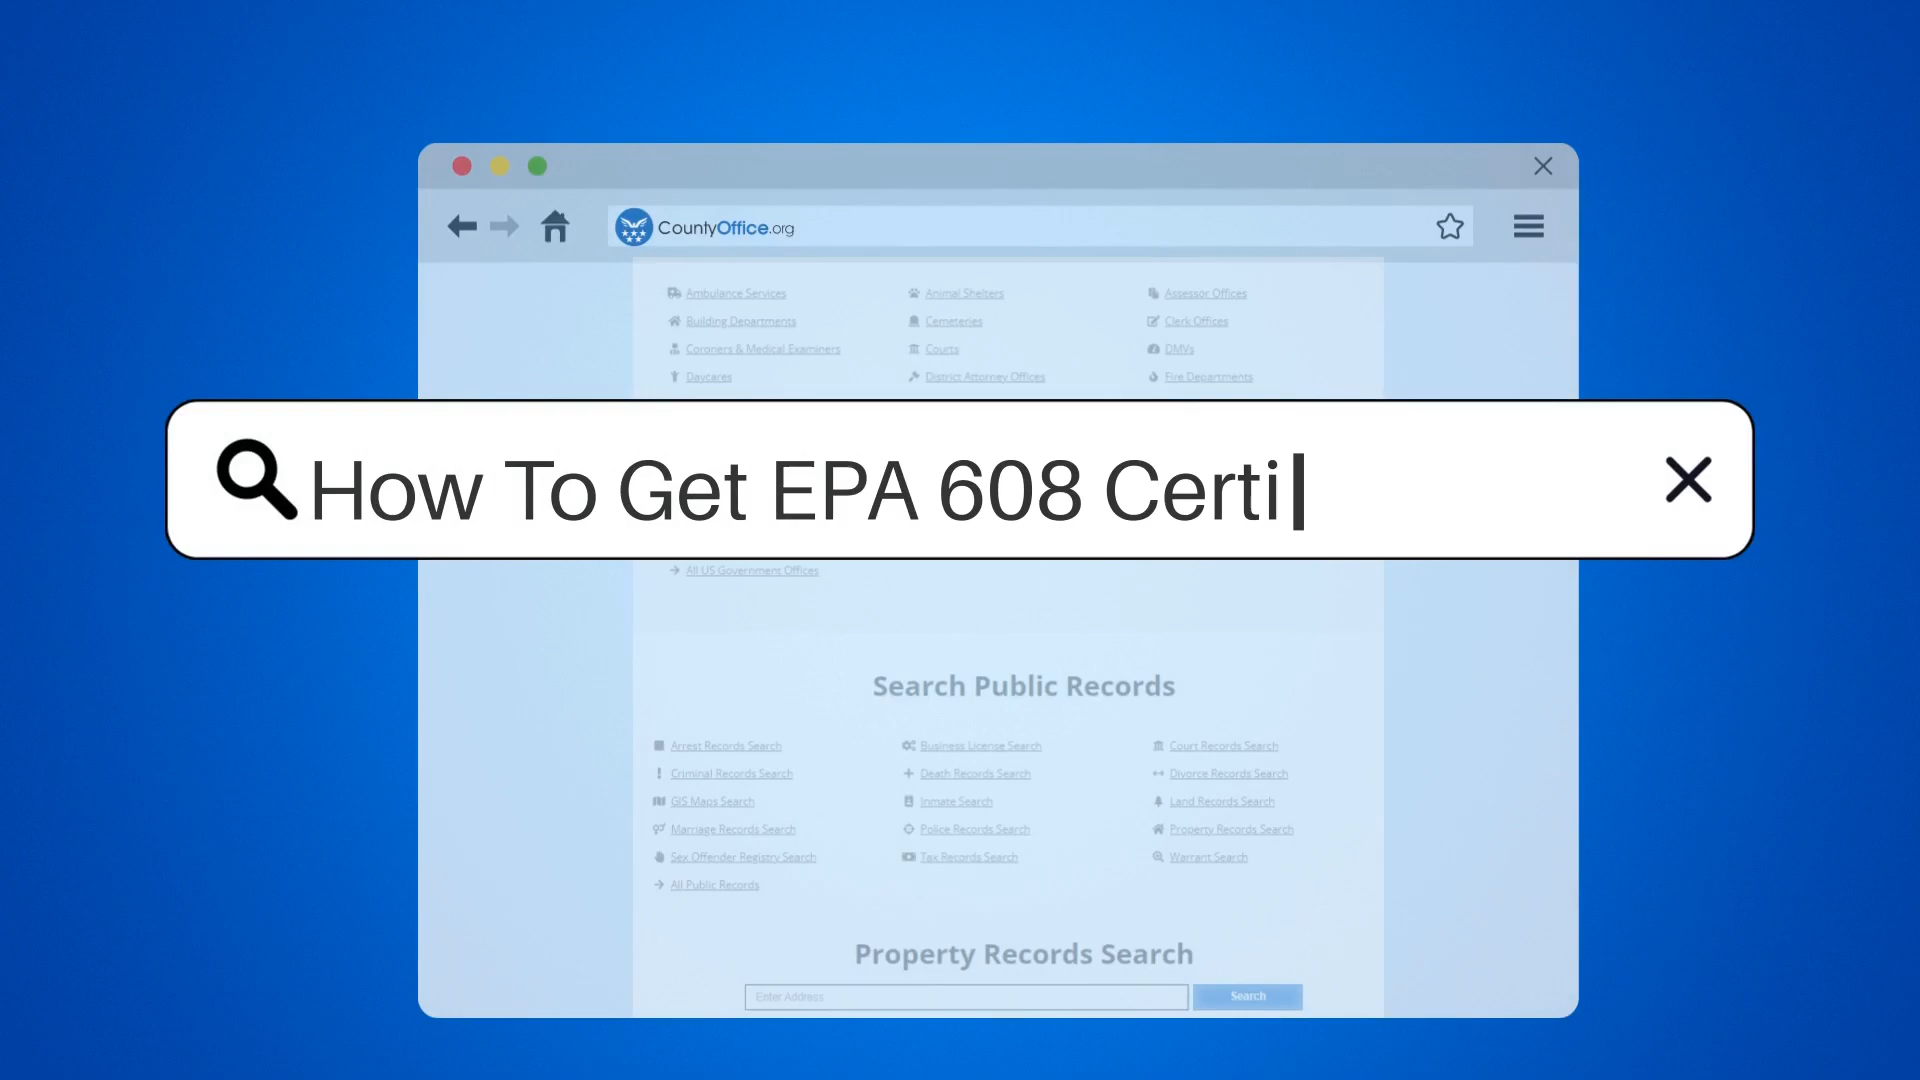 CountyOffice.org
Ambulance Services Animal Shelters Assessor Offices
Building Departments Cemeteries Clerk Offices
Coroners & Medical Examiners Courts DMVs
Daycares District Attorney Offices Fire Departments
How To Get EPA 608 Certi
All US Government Offices
Search Public Records
Arrest Records Search Business License Search Court Records Search
Criminal Records Search Death Records Search Divorce Records Search
GIS Maps Search Inmate Search Land Records Search
Marriage Records Search Police Records Search Property Records Search
Sex Offender Registry Search Tax Records Search Warrant Search
All Public Records
Property Records Search
Enter Address Search